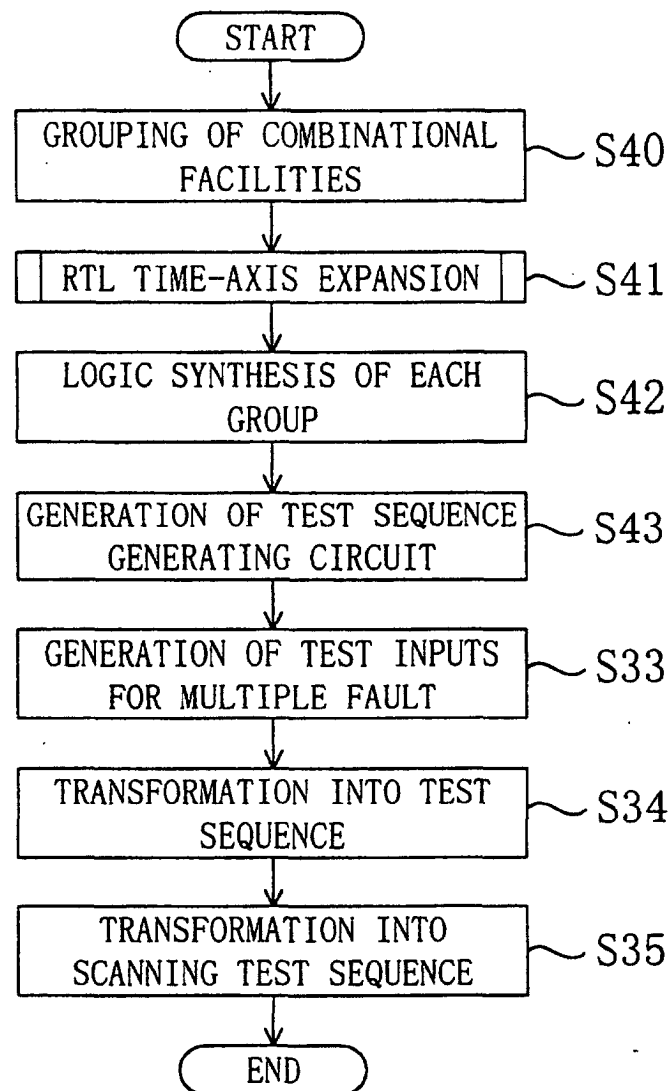 START
GROUPING OF COMBINATIONAL
FACILITIES
S40
RTL TIME-AXIS EXPANSION
S41
LOGIC SYNTHESIS OF EACH
GROUP
S42
GENERATION OF TEST SEQUENCE
GENERATING CIRCUIT
S43
GENERATION OF TEST INPUTS
FOR MULTIPLE FAULT
S33
TRANSFORMATION INTO TEST
SEQUENCE
S34
TRANSFORMATION INTO
SCANNING TEST SEQUENCE
S35
END